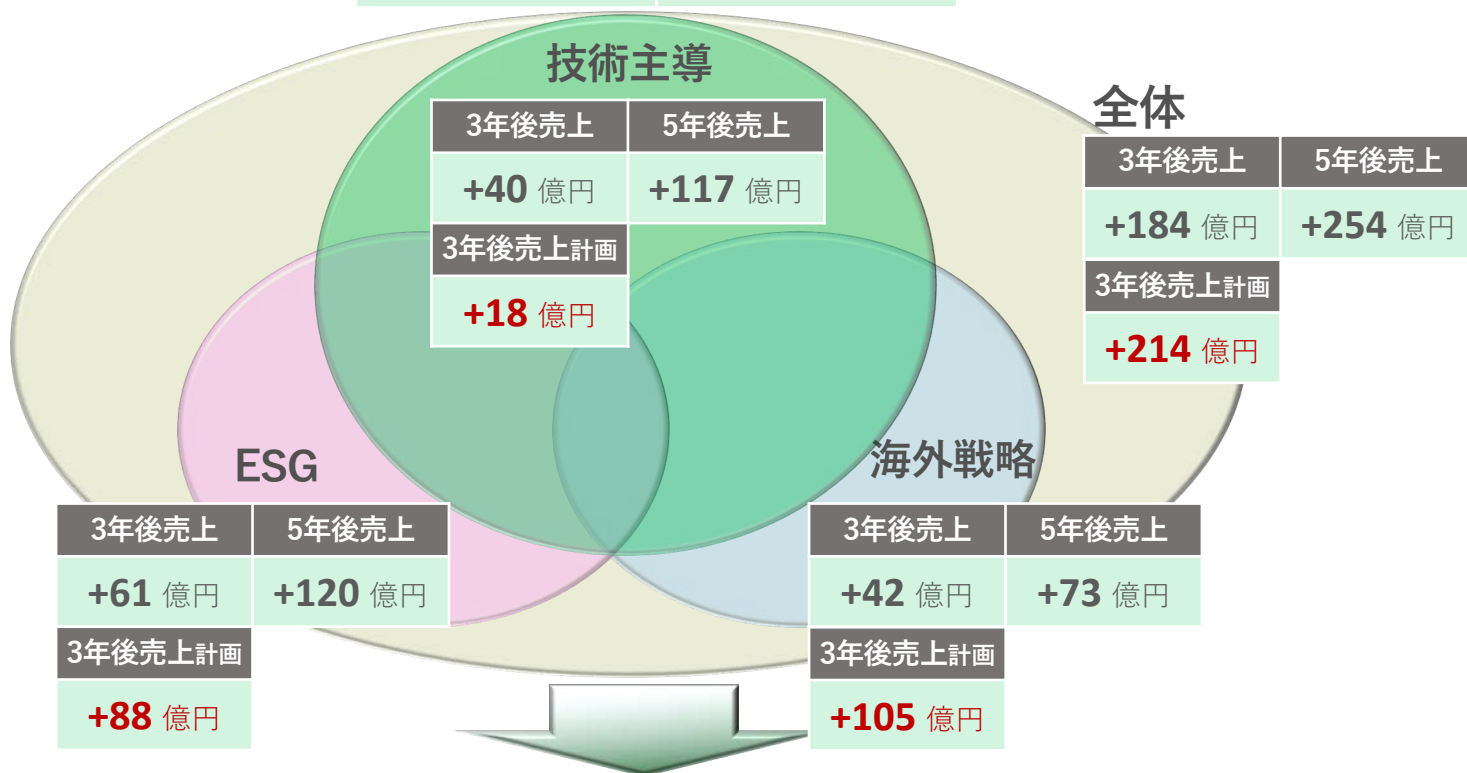 技術主導
3年後売上 5年後売上
+40 億円 +117 億円
3年後売上計画
+18 億円
全体
3年後売上 5年後売上
+184 億円 +254 億円
3年後売上計画
+214 億円
ESG
3年後売上 5年後売上
+61 億円 +120 億円
3年後売上計画
+88 億円
海外戦略
3年後売上 5年後売上
+42 億円 +73 億円
3年後売上計画
+105 億円